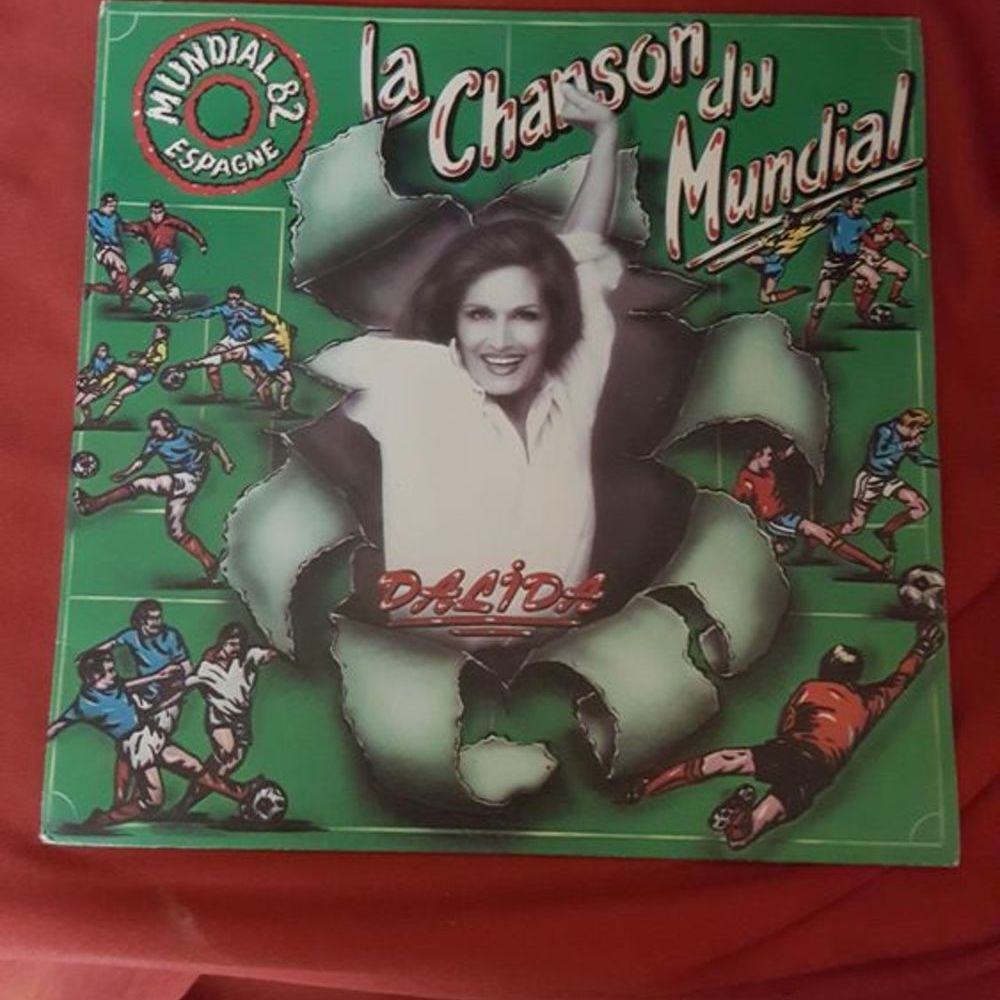 MUNDIAL 82
ESPAGNE
la Chanson du
Mundial
DALIDA